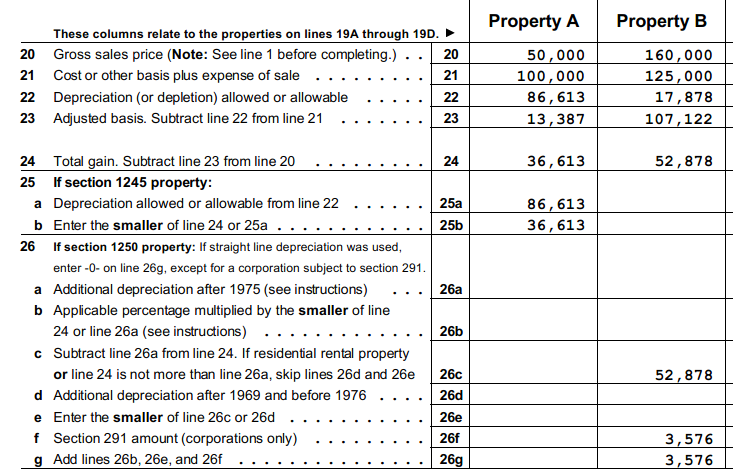 Property A Property B
These columns relate to the properties on lines 19A through 19D. ▶
20 Gross sales price (Note: See line 1 before completing.) . . 20 50,000 160,000
21 Cost or other basis plus expense of sale . . . . . . . . . 21 100,000 125,000
22 Depreciation (or depletion) allowed or allowable . . . . . 22 86,613 17,878
23 Adjusted basis. Subtract line 22 from line 21 . . . . . . . 23 13,387 107,122
24 Total gain. Subtract line 23 from line 20 . . . . . . . . . 24 36,613 52,878
25 If section 1245 property:
a Depreciation allowed or allowable from line 22 . . . . . . 25a 86,613
b Enter the smaller of line 24 or 25a . . . . . . . . . . . . 25b 36,613
26 If section 1250 property: If straight line depreciation was used,
enter -0- on line 26g, except for a corporation subject to section 291.
a Additional depreciation after 1975 (see instructions) . . . 26a
b Applicable percentage multiplied by the smaller of line
24 or line 26a (see instructions) . . . . . . . . . . . . . 26b
c Subtract line 26a from line 24. If residential rental property
or line 24 is not more than line 26a, skip lines 26d and 26e 26c 52,878
d Additional depreciation after 1969 and before 1976 . . . . 26d
e Enter the smaller of line 26c or 26d . . . . . . . . . . . 26e
f Section 291 amount (corporations only) . . . . . . . . . 26f 3,576
g Add lines 26b, 26e, and 26f . . . . . . . . . . . . . . . 26g 3,576